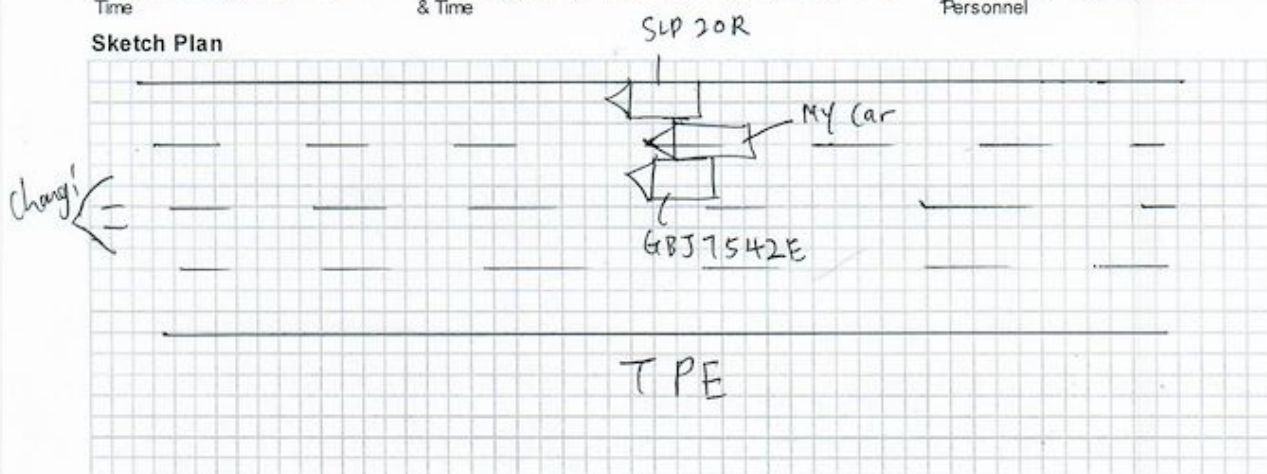 Time & Time Personnel
Sketch Plan
SLP 20R
My Car
Changi
GBJ7542E
TPE